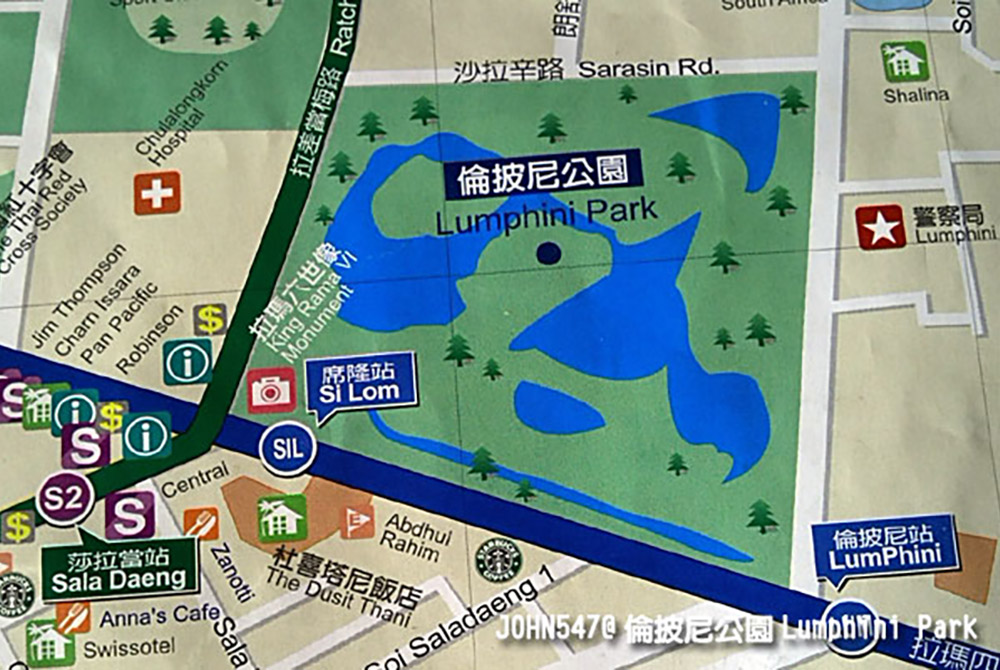 South Africa
沙拉辛路 Sarasin Rd.
Soi
Shalina
Chulalongkorn
Hospital
拉差當梅路 Ratch
倫披尼公園
Lumphini Park
警察局
Lumphini
紅十字會
The Thai Red
Cross Society
拉瑪六世像
King Rama VI
Monument
Jim Thompson
Charn Issara
Pan Pacific
Robinson
$
i
席隆站
Si Lom
SIL
S
i
$
i
S
S2
S
$
Central
莎拉當站
Sala Daeng
Zanotti
杜喜塔尼飯店
The Dusit Thani
Abdhul
Rahim
STARBUCKS
COFFEE
Anna's Cafe
Swissotel
Sala
Soi Saladaeng 1
倫披尼站
LumPhini
拉瑪四
JOHN547@ 倫披尼公園 Lumphini Park